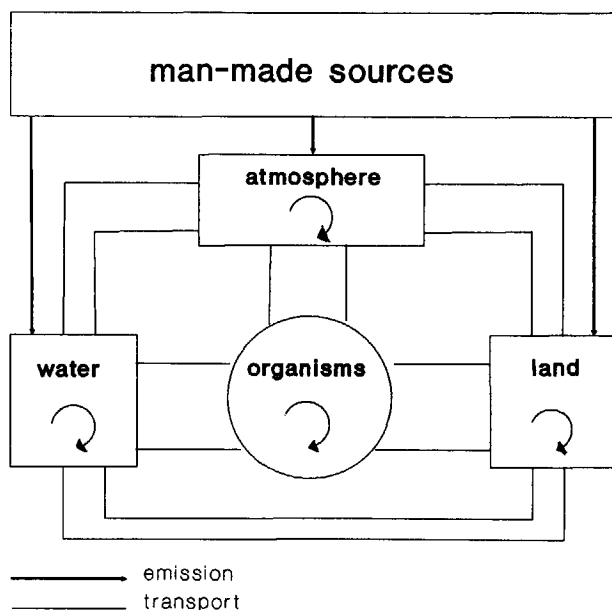 man-made sources
atmosphere
water
organisms
land
emission
transport